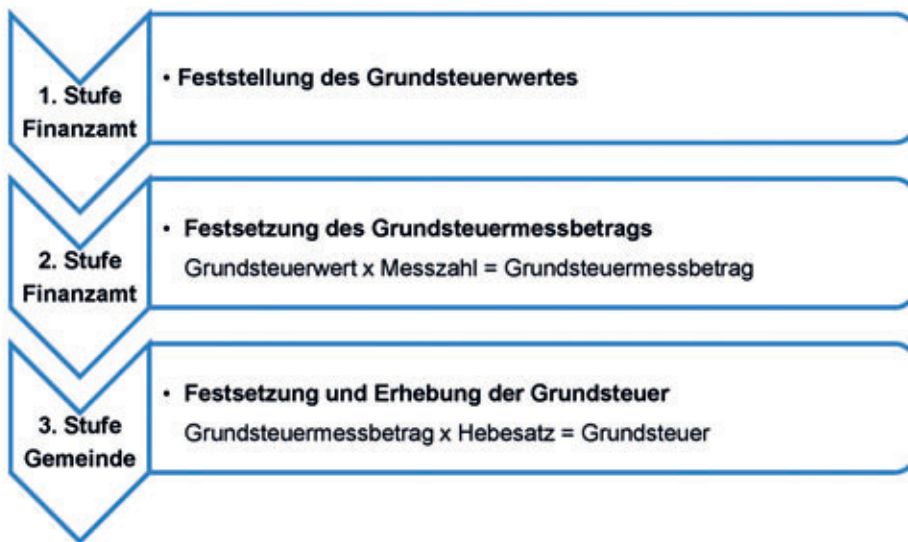 1. Stufe
Finanzamt
• Feststellung des Grundsteuerwertes
2. Stufe
Finanzamt
• Festsetzung des Grundsteuermessbetrags
Grundsteuerwert x Messzahl = Grundsteuermessbetrag
3. Stufe
Gemeinde
• Festsetzung und Erhebung der Grundsteuer
Grundsteuermessbetrag x Hebesatz = Grundsteuer